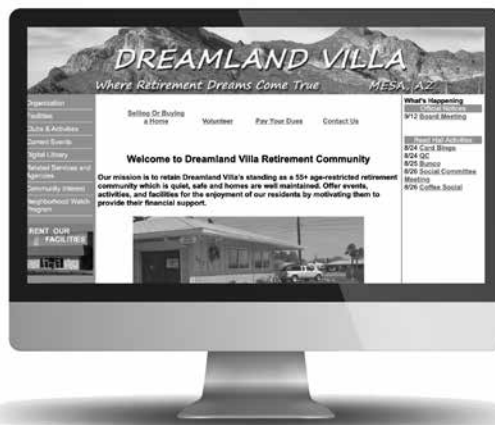 DREAMLAND VILLA
Where Retirement Dreams Come True
MESA, AZ
Organization
Facilities
Clubs & Activities
Current Events
Digital Library
Related Services and
Agencies
Community Interest
Neighborhood Watch
Program
RENT OUR
FACILITIES
Selling Or Buying
a Home
Volunteer
Pay Your Dues
Contact Us
Welcome to Dreamland Villa Retirement Community
Our mission is to retain Dreamland Villa's standing as a 55+ age-restricted retirement
community which is quiet, safe and homes are well maintained. Offer events,
activities, and facilities for the enjoyment of our residents by motivating them to
provide their financial support.
What's Happening
Official Notices
9/12 Board Meeting
Read Hall Activities
8/24 Card Bingo
8/24 QC
8/25 Bunco
8/26 Social Committee
Meeting
8/26 Coffee Social